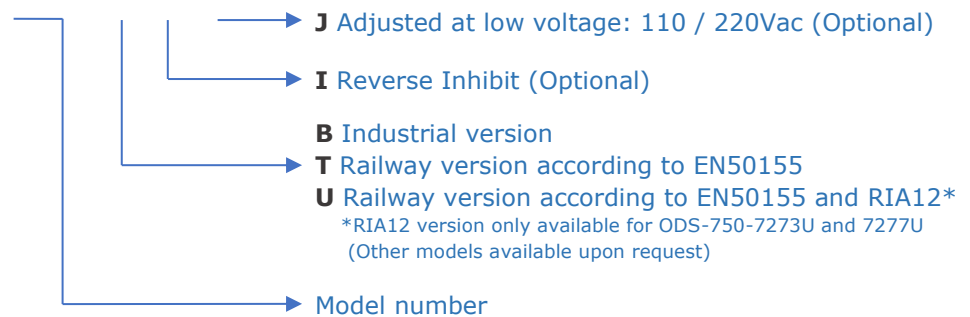 J Adjusted at low voltage: 110 / 220Vac (Optional)
I Reverse Inhibit (Optional)
B Industrial version
T Railway version according to EN50155
U Railway version according to EN50155 and RIA12*
*RIA12 version only available for ODS-750-7273U and 7277U
(Other models available upon request)
Model number